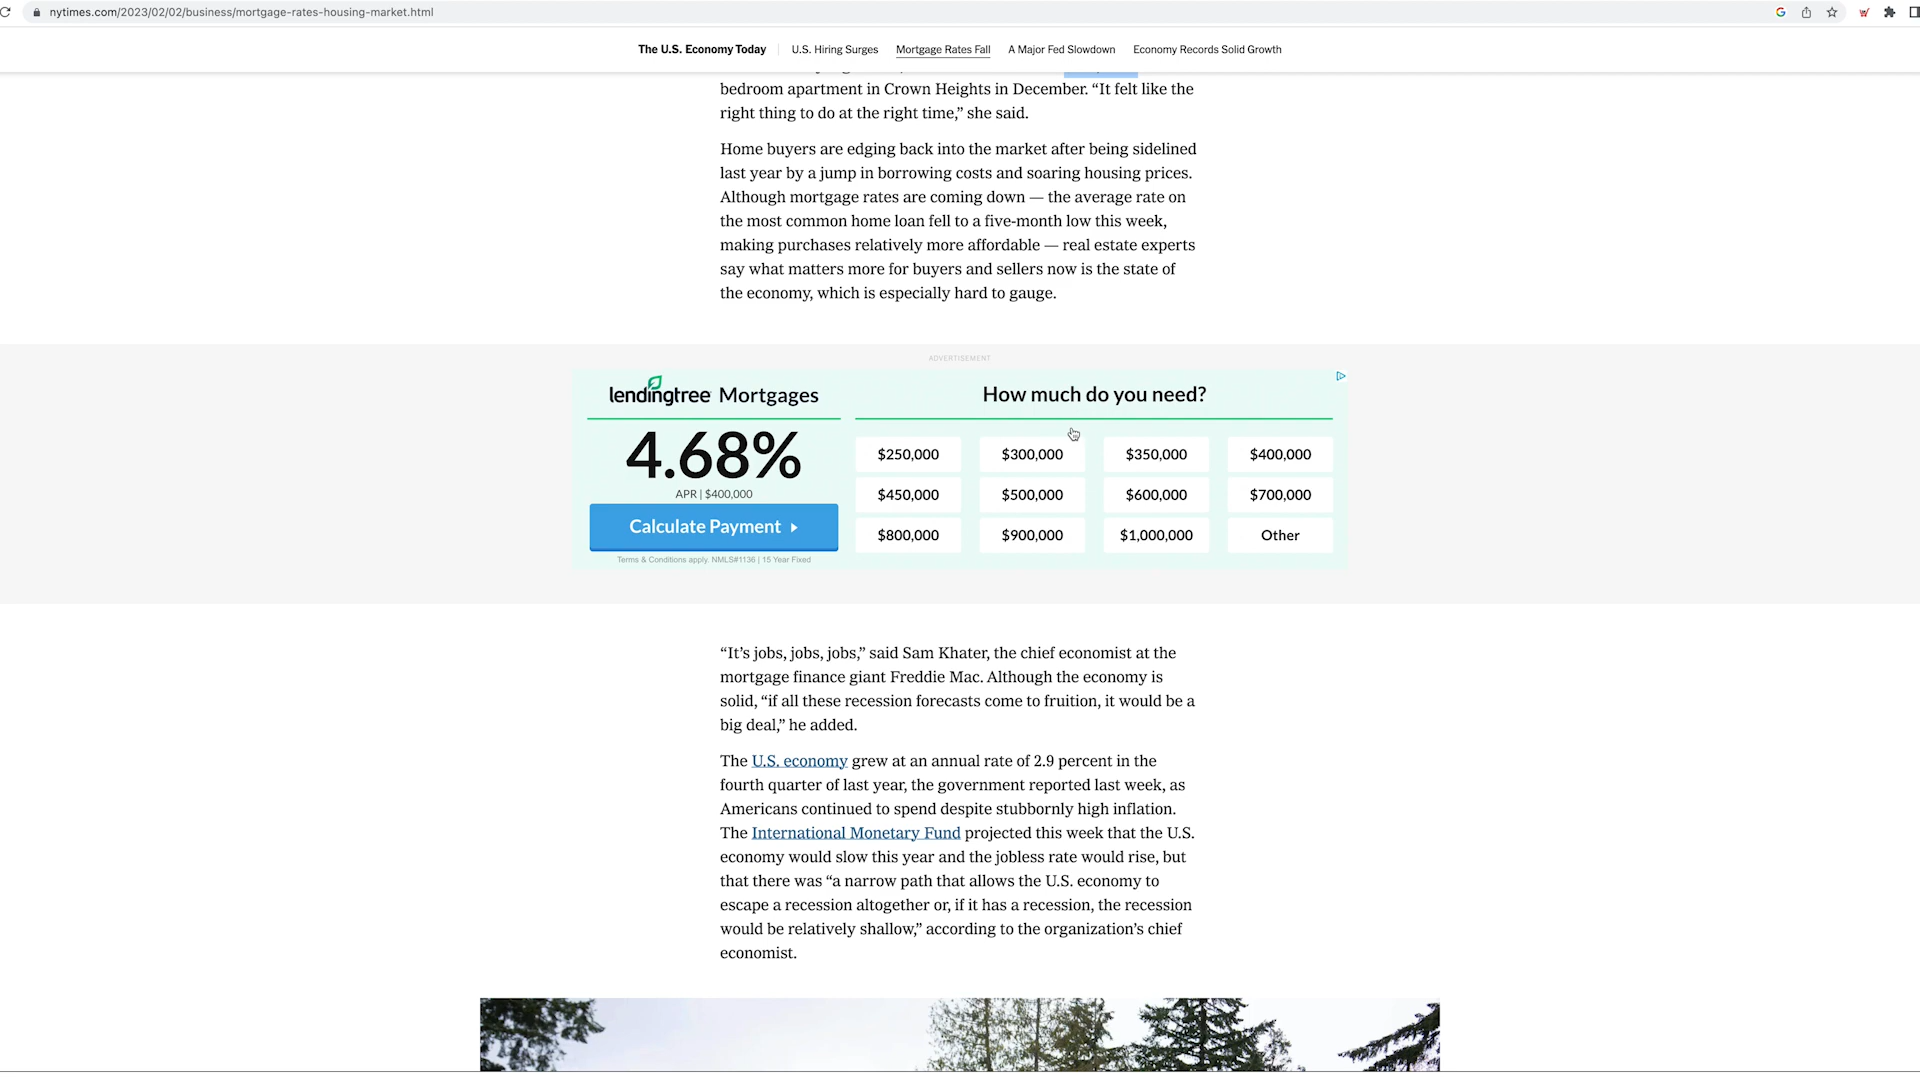 nytimes.com/2023/02/02/business/mortgage-rates-housing-market.html
The U.S. Economy Today U.S. Hiring Surges Mortgage Rates Fall A Major Fed Slowdown Economy Records Solid Growth
bedroom apartment in Crown Heights in December. “It felt like the
right thing to do at the right time,” she said.
Home buyers are edging back into the market after being sidelined
last year by a jump in borrowing costs and soaring housing prices.
Although mortgage rates are coming down — the average rate on
the most common home loan fell to a five-month low this week,
making purchases relatively more affordable — real estate experts
say what matters more for buyers and sellers now is the state of
the economy, which is especially hard to gauge.
ADVERTISEMENT
lendingtree Mortgages
4.68%
APR | $400,000
Calculate Payment
Terms & Conditions apply. NMLS#1136 | 15 Year Fixed
How much do you need?
$250,000 $300,000 $350,000 $400,000
$450,000 $500,000 $600,000 $700,000
$800,000 $900,000 $1,000,000 Other
“It’s jobs, jobs, jobs,” said Sam Khater, the chief economist at the
mortgage finance giant Freddie Mac. Although the economy is
solid, “if all these recession forecasts come to fruition, it would be a
big deal,” he added.
The U.S. economy grew at an annual rate of 2.9 percent in the
fourth quarter of last year, the government reported last week, as
Americans continued to spend despite stubbornly high inflation.
The International Monetary Fund projected this week that the U.S.
economy would slow this year and the jobless rate would rise, but
that there was “a narrow path that allows the U.S. economy to
escape a recession altogether or, if it has a recession, the recession
would be relatively shallow,” according to the organization’s chief
economist.